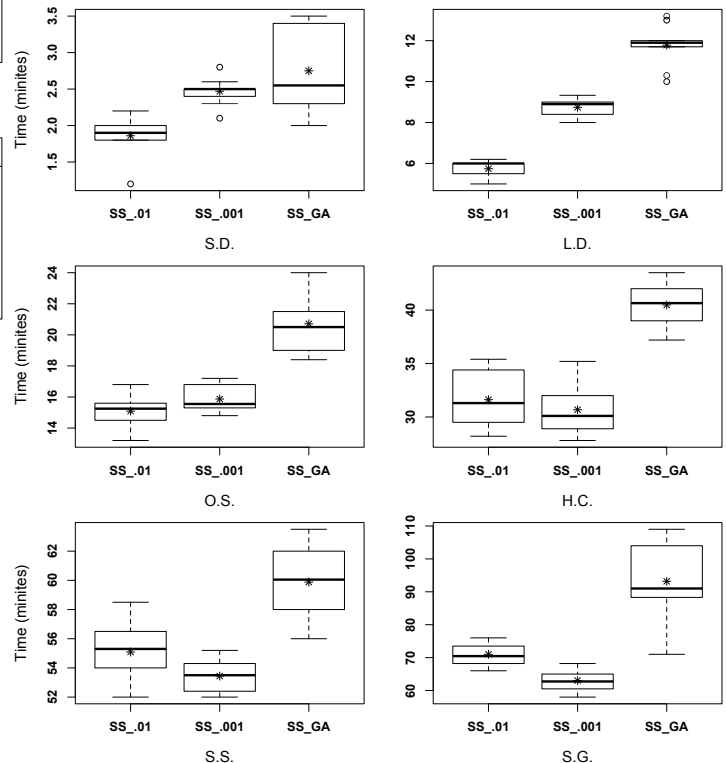 Time (minites)
3.5
3.0
2.5
2.0
1.5
SS_.01 SS_.001 SS_GA
S.D.
12
10
8
6
SS_.01 SS_.001 SS_GA
L.D.
Time (minites)
24
22
20
18
16
14
SS_.01 SS_.001 SS_GA
O.S.
40
35
30
SS_.01 SS_.001 SS_GA
H.C.
Time (minites)
62
60
58
56
54
52
SS_.01 SS_.001 SS_GA
S.S.
110
100
90
80
70
60
SS_.01 SS_.001 SS_GA
S.G.